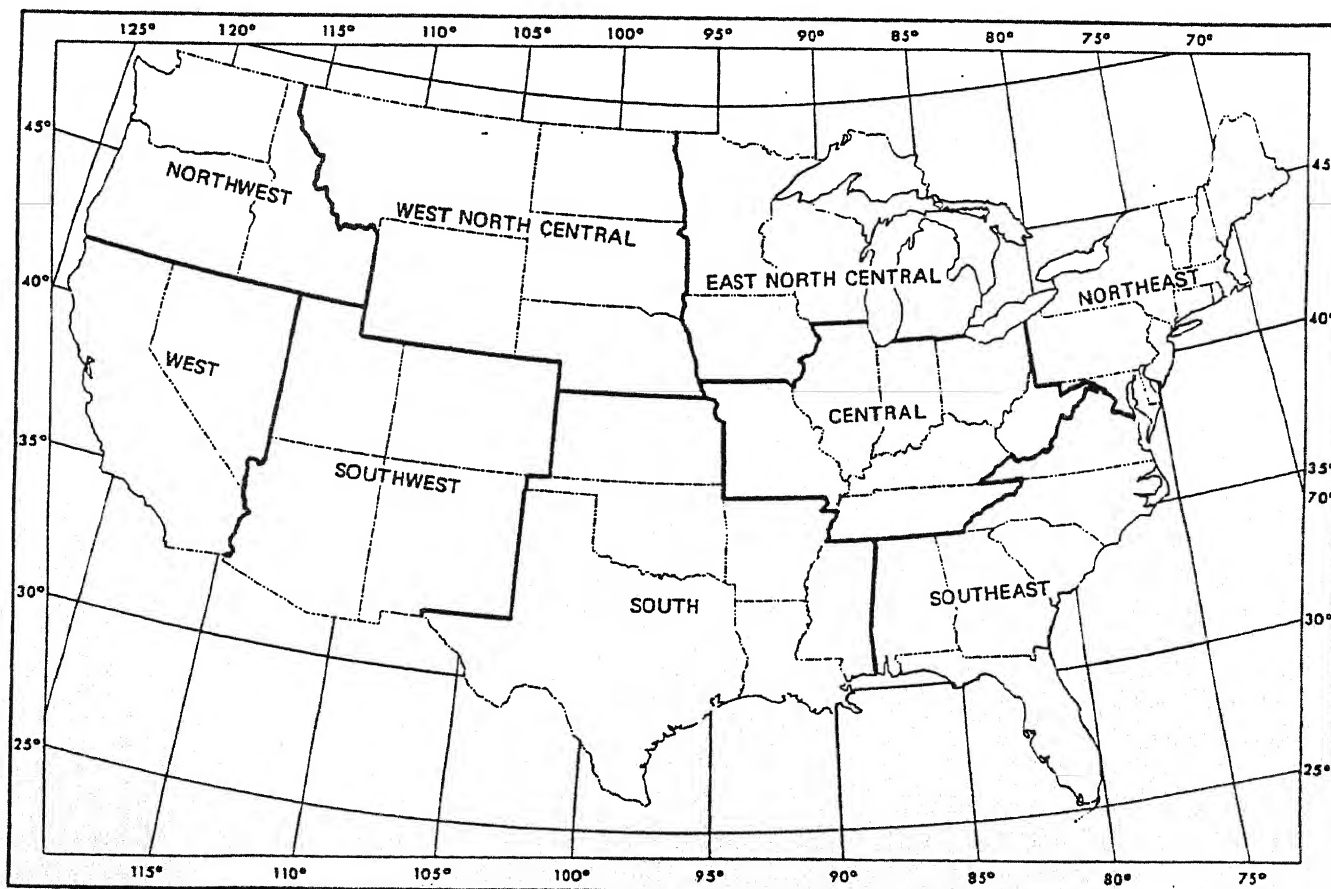 125° 120° 115° 110° 105° 100° 95° 90° 85° 80° 75° 70°
45° 45°
NORTHWEST
WEST NORTH CENTRAL
EAST NORTH CENTRAL
NORTHEAST
40° 40°
WEST
CENTRAL
35° 35°
SOUTHWEST
70°
SOUTHEAST
SOUTH
30° 30°
25° 25°
115° 110° 105° 100° 95° 90° 85° 80° 75°